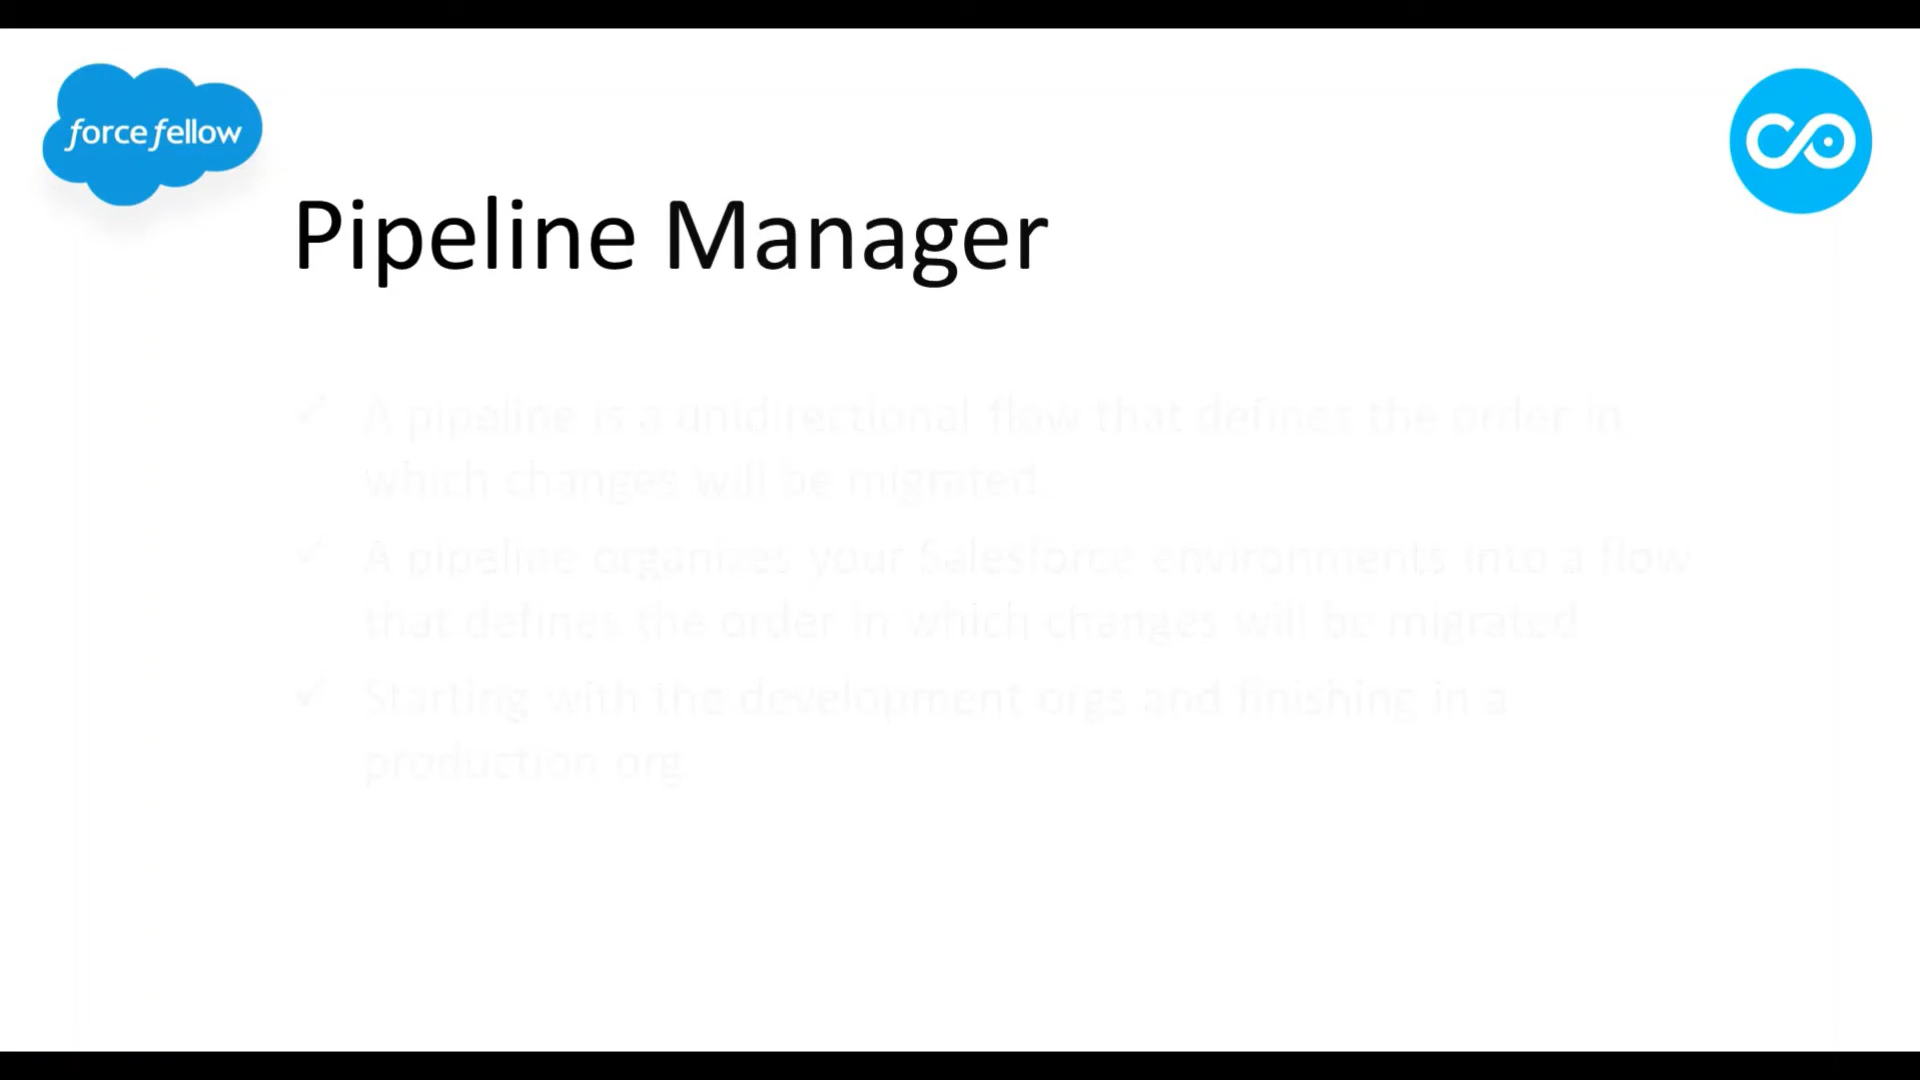 force fellow
Pipeline Manager
✓ A pipeline is a unidirectional flow that defines the order in
which changes will be migrated.
✓ A pipeline organizes your Salesforce environments into a flow
that defines the order in which changes will be migrated
✓ Starting with the development orgs and finishing in a
production org